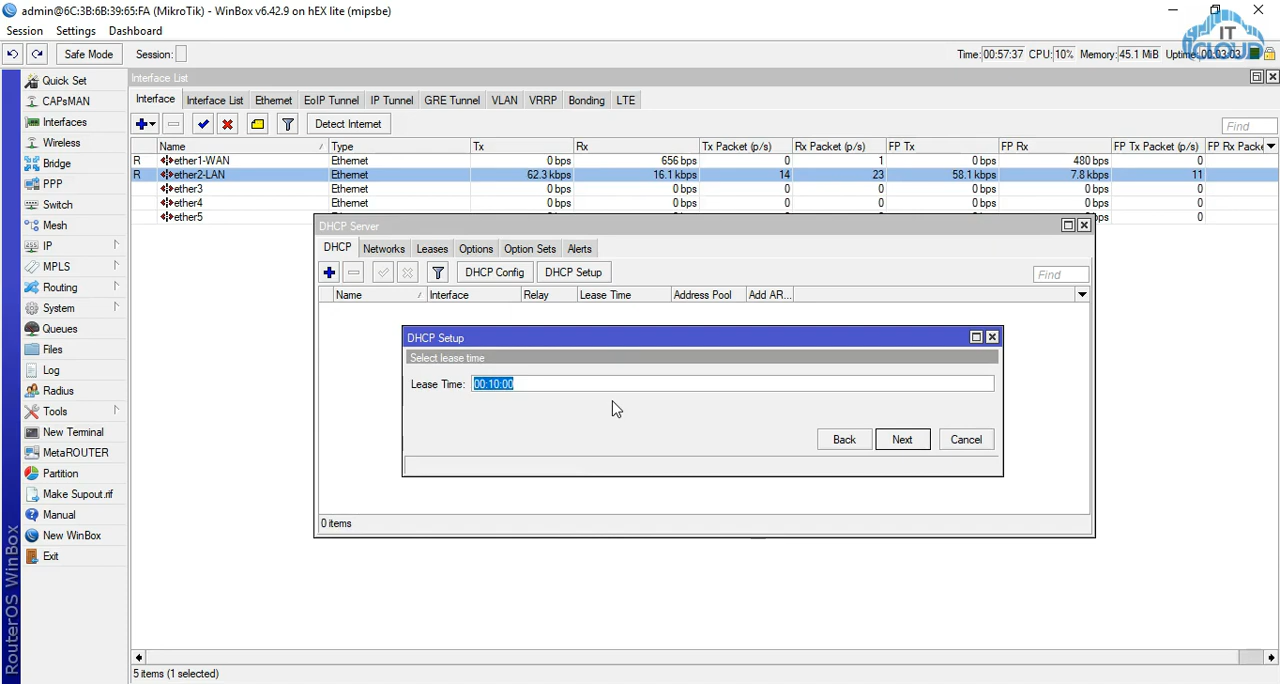 admin@6C:3B:6B:39:65:FA (MikroTik) - WinBox v6.42.9 on hEX lite (mipsbe)
Session Settings Dashboard
Safe Mode Session: Time: 00:57:37 CPU: 10% Memory: 45.1 MiB Uptime: 00:03:03
IT CLOUD
RouterOS WinBox
Quick Set
CAPsMAN
Interfaces
Wireless
Bridge
PPP
Switch
Mesh
IP
MPLS
Routing
System
Queues
Files
Log
Radius
Tools
New Terminal
MetaROUTER
Partition
Make Supout.rif
Manual
New WinBox
Exit
Interface List
Interface Interface List Ethernet EoIP Tunnel IP Tunnel GRE Tunnel VLAN VRRP Bonding LTE
Detect Internet Find
Name Type Tx Rx Tx Packet (p/s) Rx Packet (p/s) FP Tx FP Rx FP Tx Packet (p/s) FP Rx Packe
R ether1-WAN Ethernet 0 bps 656 bps 0 1 0 bps 480 bps 0
R ether2-LAN Ethernet 62.3 kbps 16.1 kbps 14 23 58.1 kbps 7.8 kbps 11
ether3 Ethernet 0 bps 0 bps 0 0 0 bps 0 bps 0
ether4 Ethernet 0 bps 0 bps 0 0 0 bps 0 bps 0
ether5 bps 0
DHCP Server
DHCP Networks Leases Options Option Sets Alerts
DHCP Config DHCP Setup Find
Name Interface Relay Lease Time Address Pool Add AR...
DHCP Setup
Select lease time
Lease Time: 00:10:00
Back Next Cancel
0 items
5 items (1 selected)